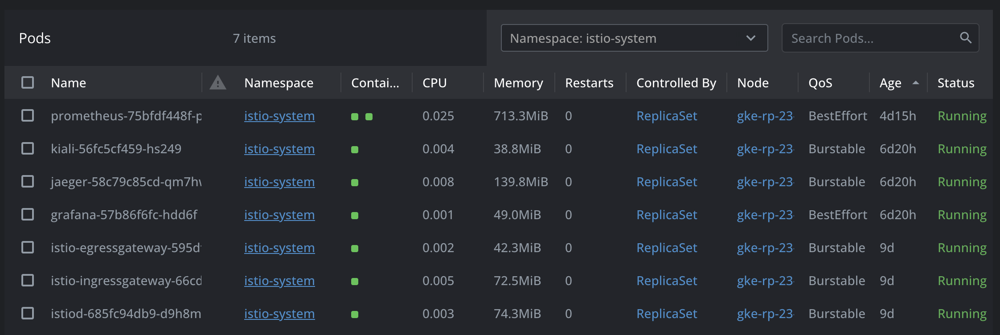 Pods 7 items Namespace: istio-system Search Pods...
Name Namespace Contai... CPU Memory Restarts Controlled By Node QoS Age Status
prometheus-75bfdf448f-p istio-system 0.025 713.3MiB 0 ReplicaSet gke-rp-23- BestEffort 4d15h Running
kiali-56fc5cf459-hs249 istio-system 0.004 38.8MiB 0 ReplicaSet gke-rp-23- Burstable 6d20h Running
jaeger-58c79c85cd-qm7h istio-system 0.008 139.8MiB 0 ReplicaSet gke-rp-23- Burstable 6d20h Running
grafana-57b86f6fc-hdd6f istio-system 0.001 49.0MiB 0 ReplicaSet gke-rp-23- BestEffort 6d20h Running
istio-egressgateway-595d istio-system 0.002 42.3MiB 0 ReplicaSet gke-rp-23- Burstable 9d Running
istio-ingressgateway-66cd istio-system 0.005 72.5MiB 0 ReplicaSet gke-rp-23- Burstable 9d Running
istiod-685fc94db9-d9h8m istio-system 0.003 74.3MiB 0 ReplicaSet gke-rp-23- Burstable 9d Running